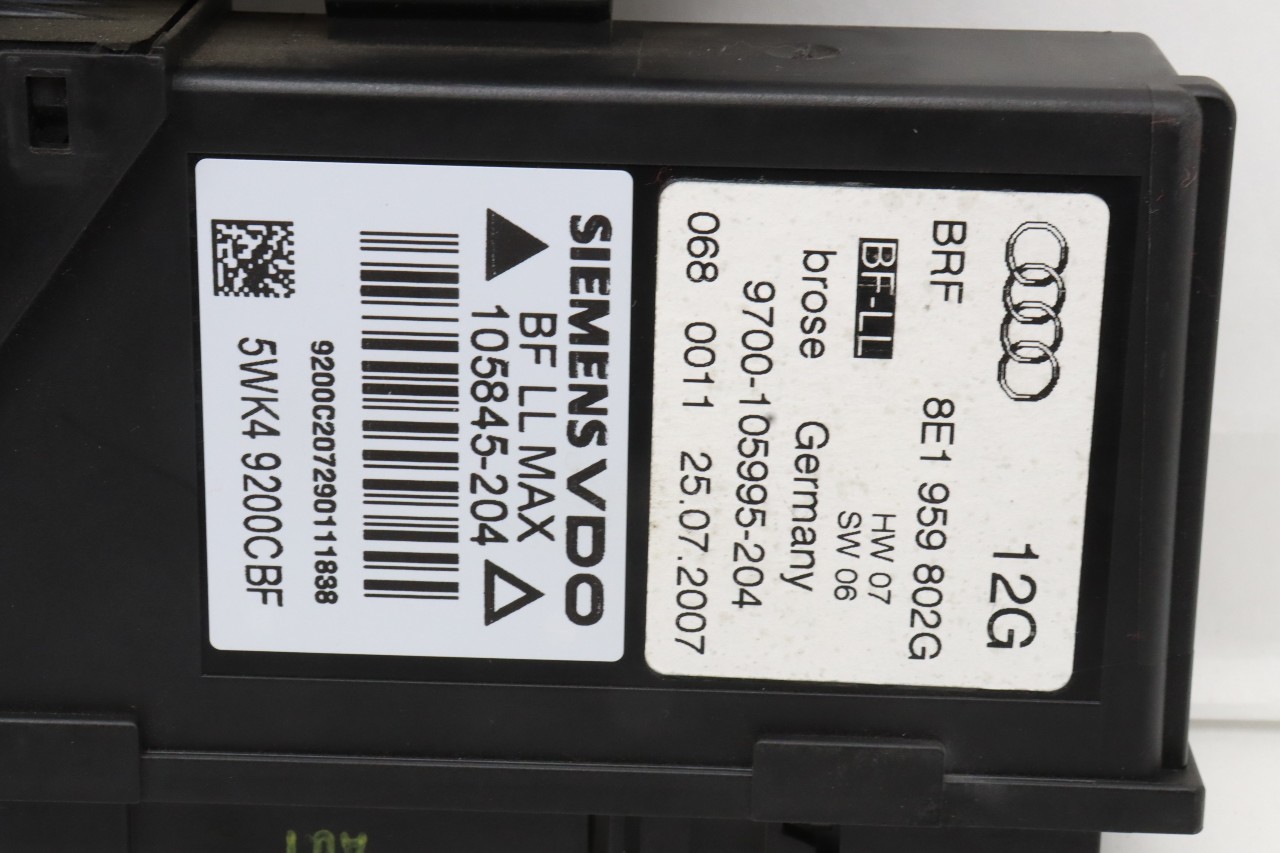 12G
BRF 8E1 959 802G
HW 07
BF-LL SW 06
brose Germany
9700-105995-204
068 0011 25.07.2007
SIEMENS VDO
BF LL MAX
105845-204
9200C207290111838
5WK4 9200CBF